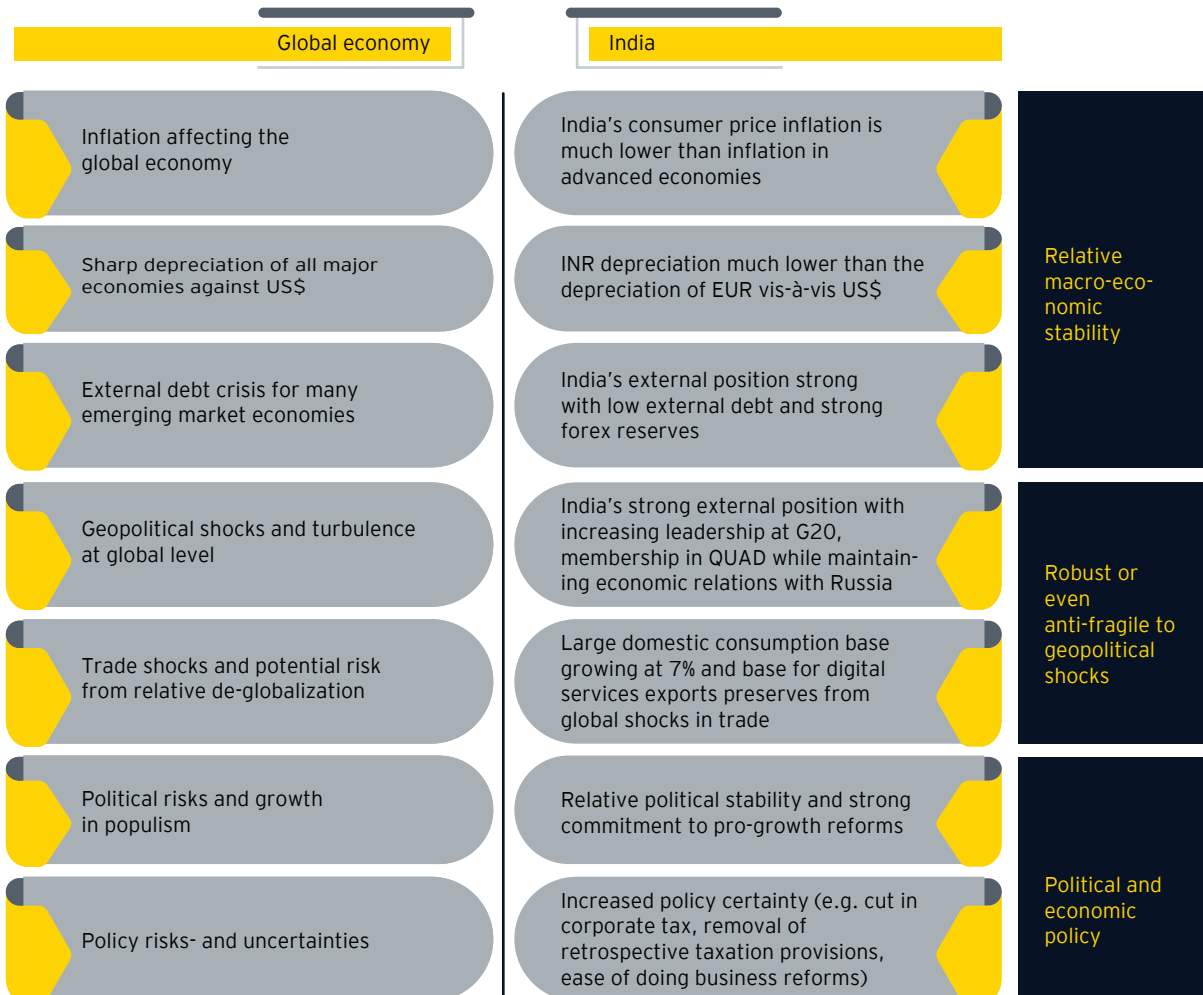 Global economy
India
Inflation affecting the
global economy
India's consumer price inflation is
much lower than inflation in
advanced economies
Sharp depreciation of all major
economies against US$
INR depreciation much lower than the
depreciation of EUR vis-à-vis US$
External debt crisis for many
emerging market economies
India's external position strong
with low external debt and strong
forex reserves
Relative
macro-eco-
nomic
stability
Geopolitical shocks and turbulence
at global level
India's strong external position with
increasing leadership at G20,
membership in QUAD while maintain-
ing economic relations with Russia
Trade shocks and potential risk
from relative de-globalization
Large domestic consumption base
growing at 7% and base for digital
services exports preserves from
global shocks in trade
Robust or
even
anti-fragile to
geopolitical
shocks
Political risks and growth
in populism
Relative political stability and strong
commitment to pro-growth reforms
Policy risks- and uncertainties
Increased policy certainty (e.g. cut in
corporate tax, removal of
retrospective taxation provisions,
ease of doing business reforms)
Political and
economic
policy